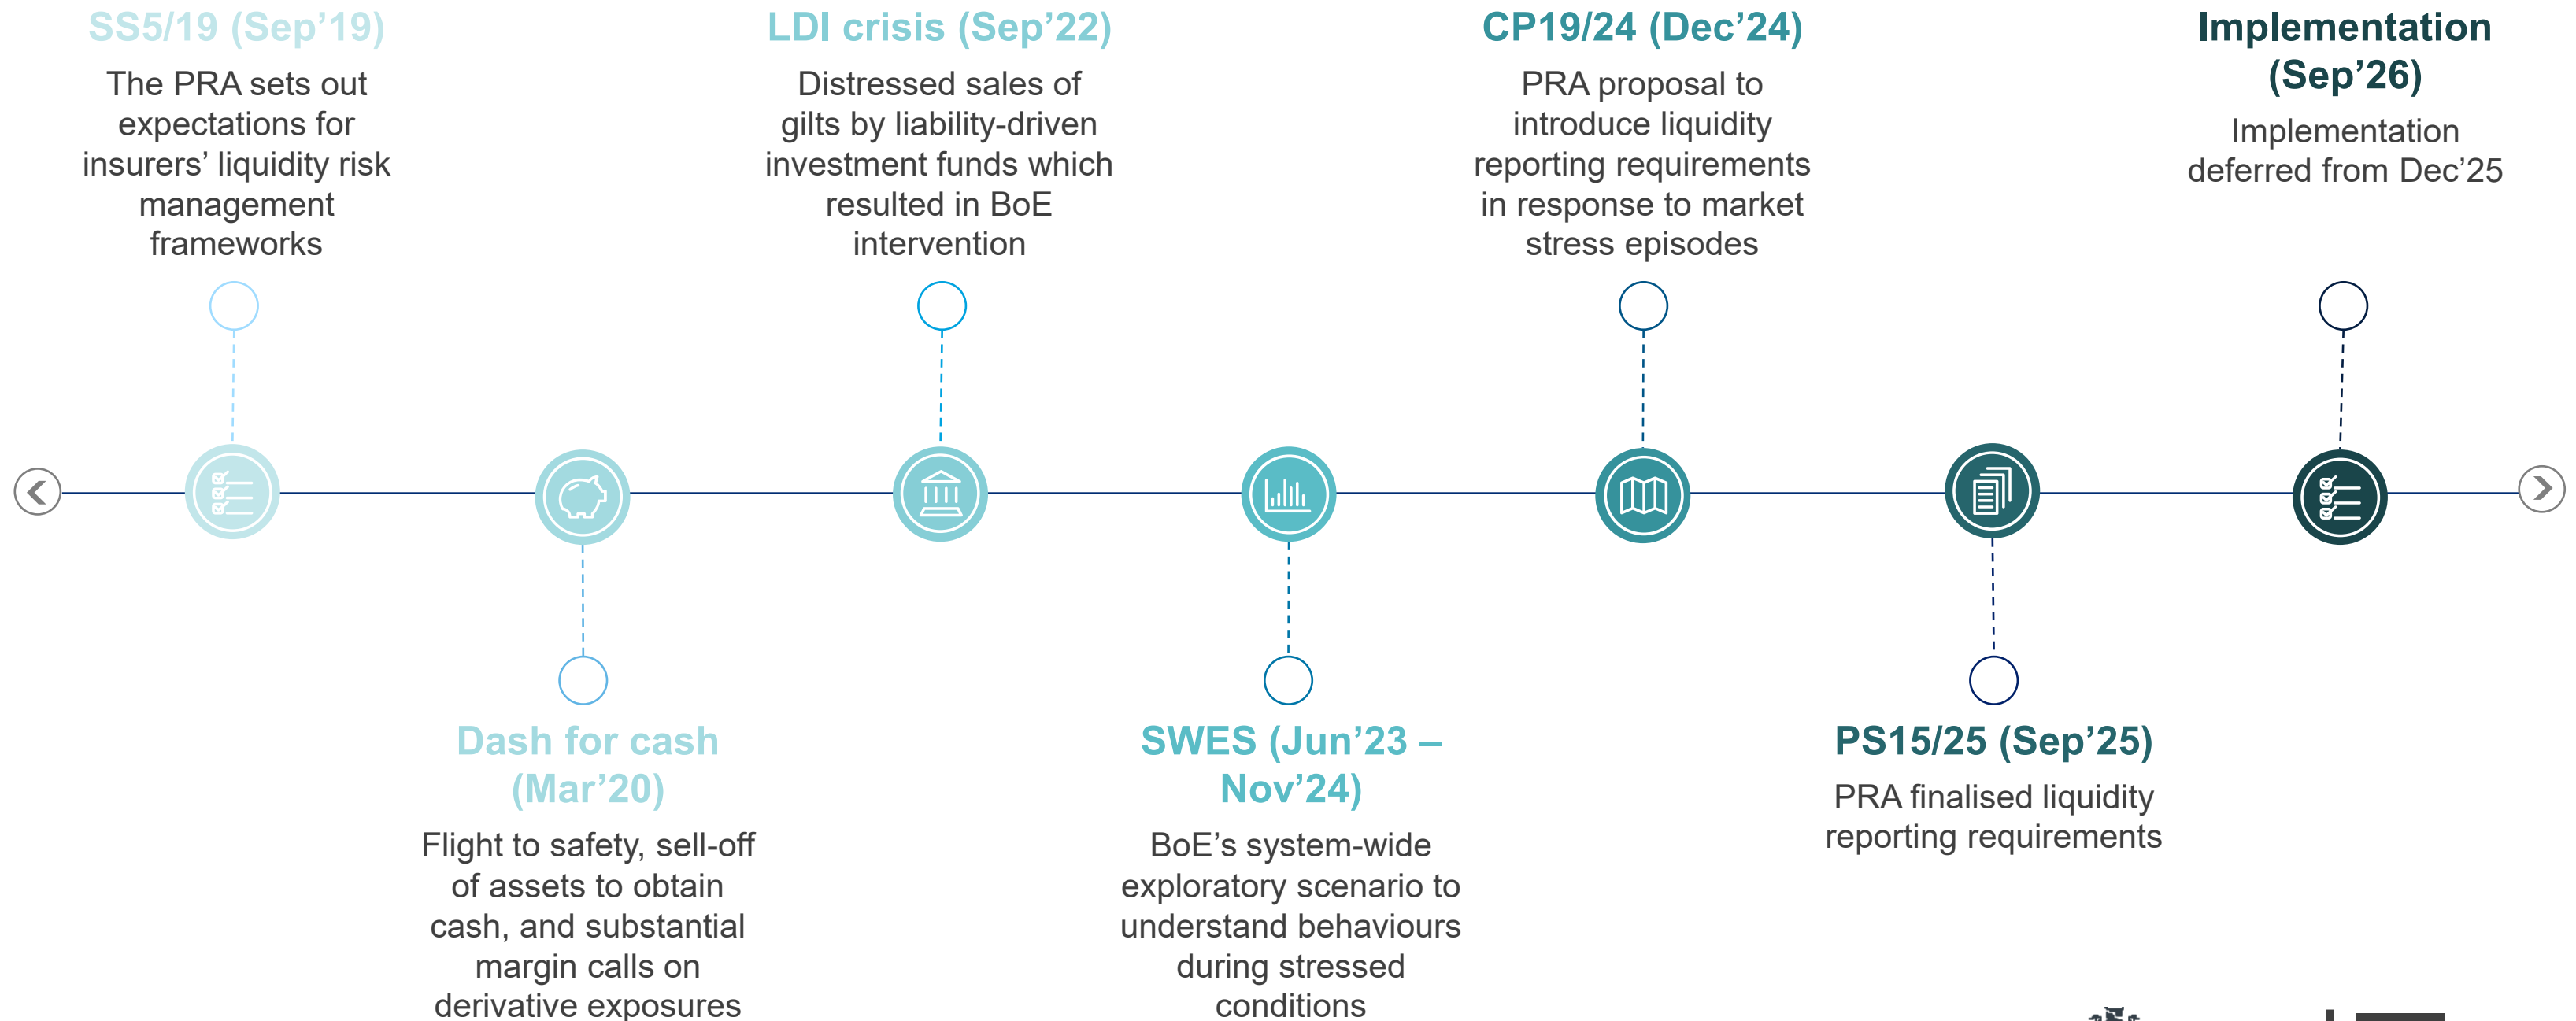 SS5/19 (Sep’19)
The PRA sets out
expectations for
insurers’ liquidity risk
management
frameworks
Dash for cash
(Mar’20)
Flight to safety, sell-off
of assets to obtain
cash, and substantial
margin calls on
derivative exposures
LDI crisis (Sep’22)
Distressed sales of
gilts by liability-driven
investment funds which
resulted in BoE
intervention
SWES (Jun’23 –
Nov’24)
BoE’s system-wide
exploratory scenario to
understand behaviours
during stressed
conditions
CP19/24 (Dec’24)
PRA proposal to
introduce liquidity
reporting requirements
in response to market
stress episodes
PS15/25 (Sep’25)
PRA finalised liquidity
reporting requirements
Implementation
(Sep’26)
Implementation
deferred from Dec’25